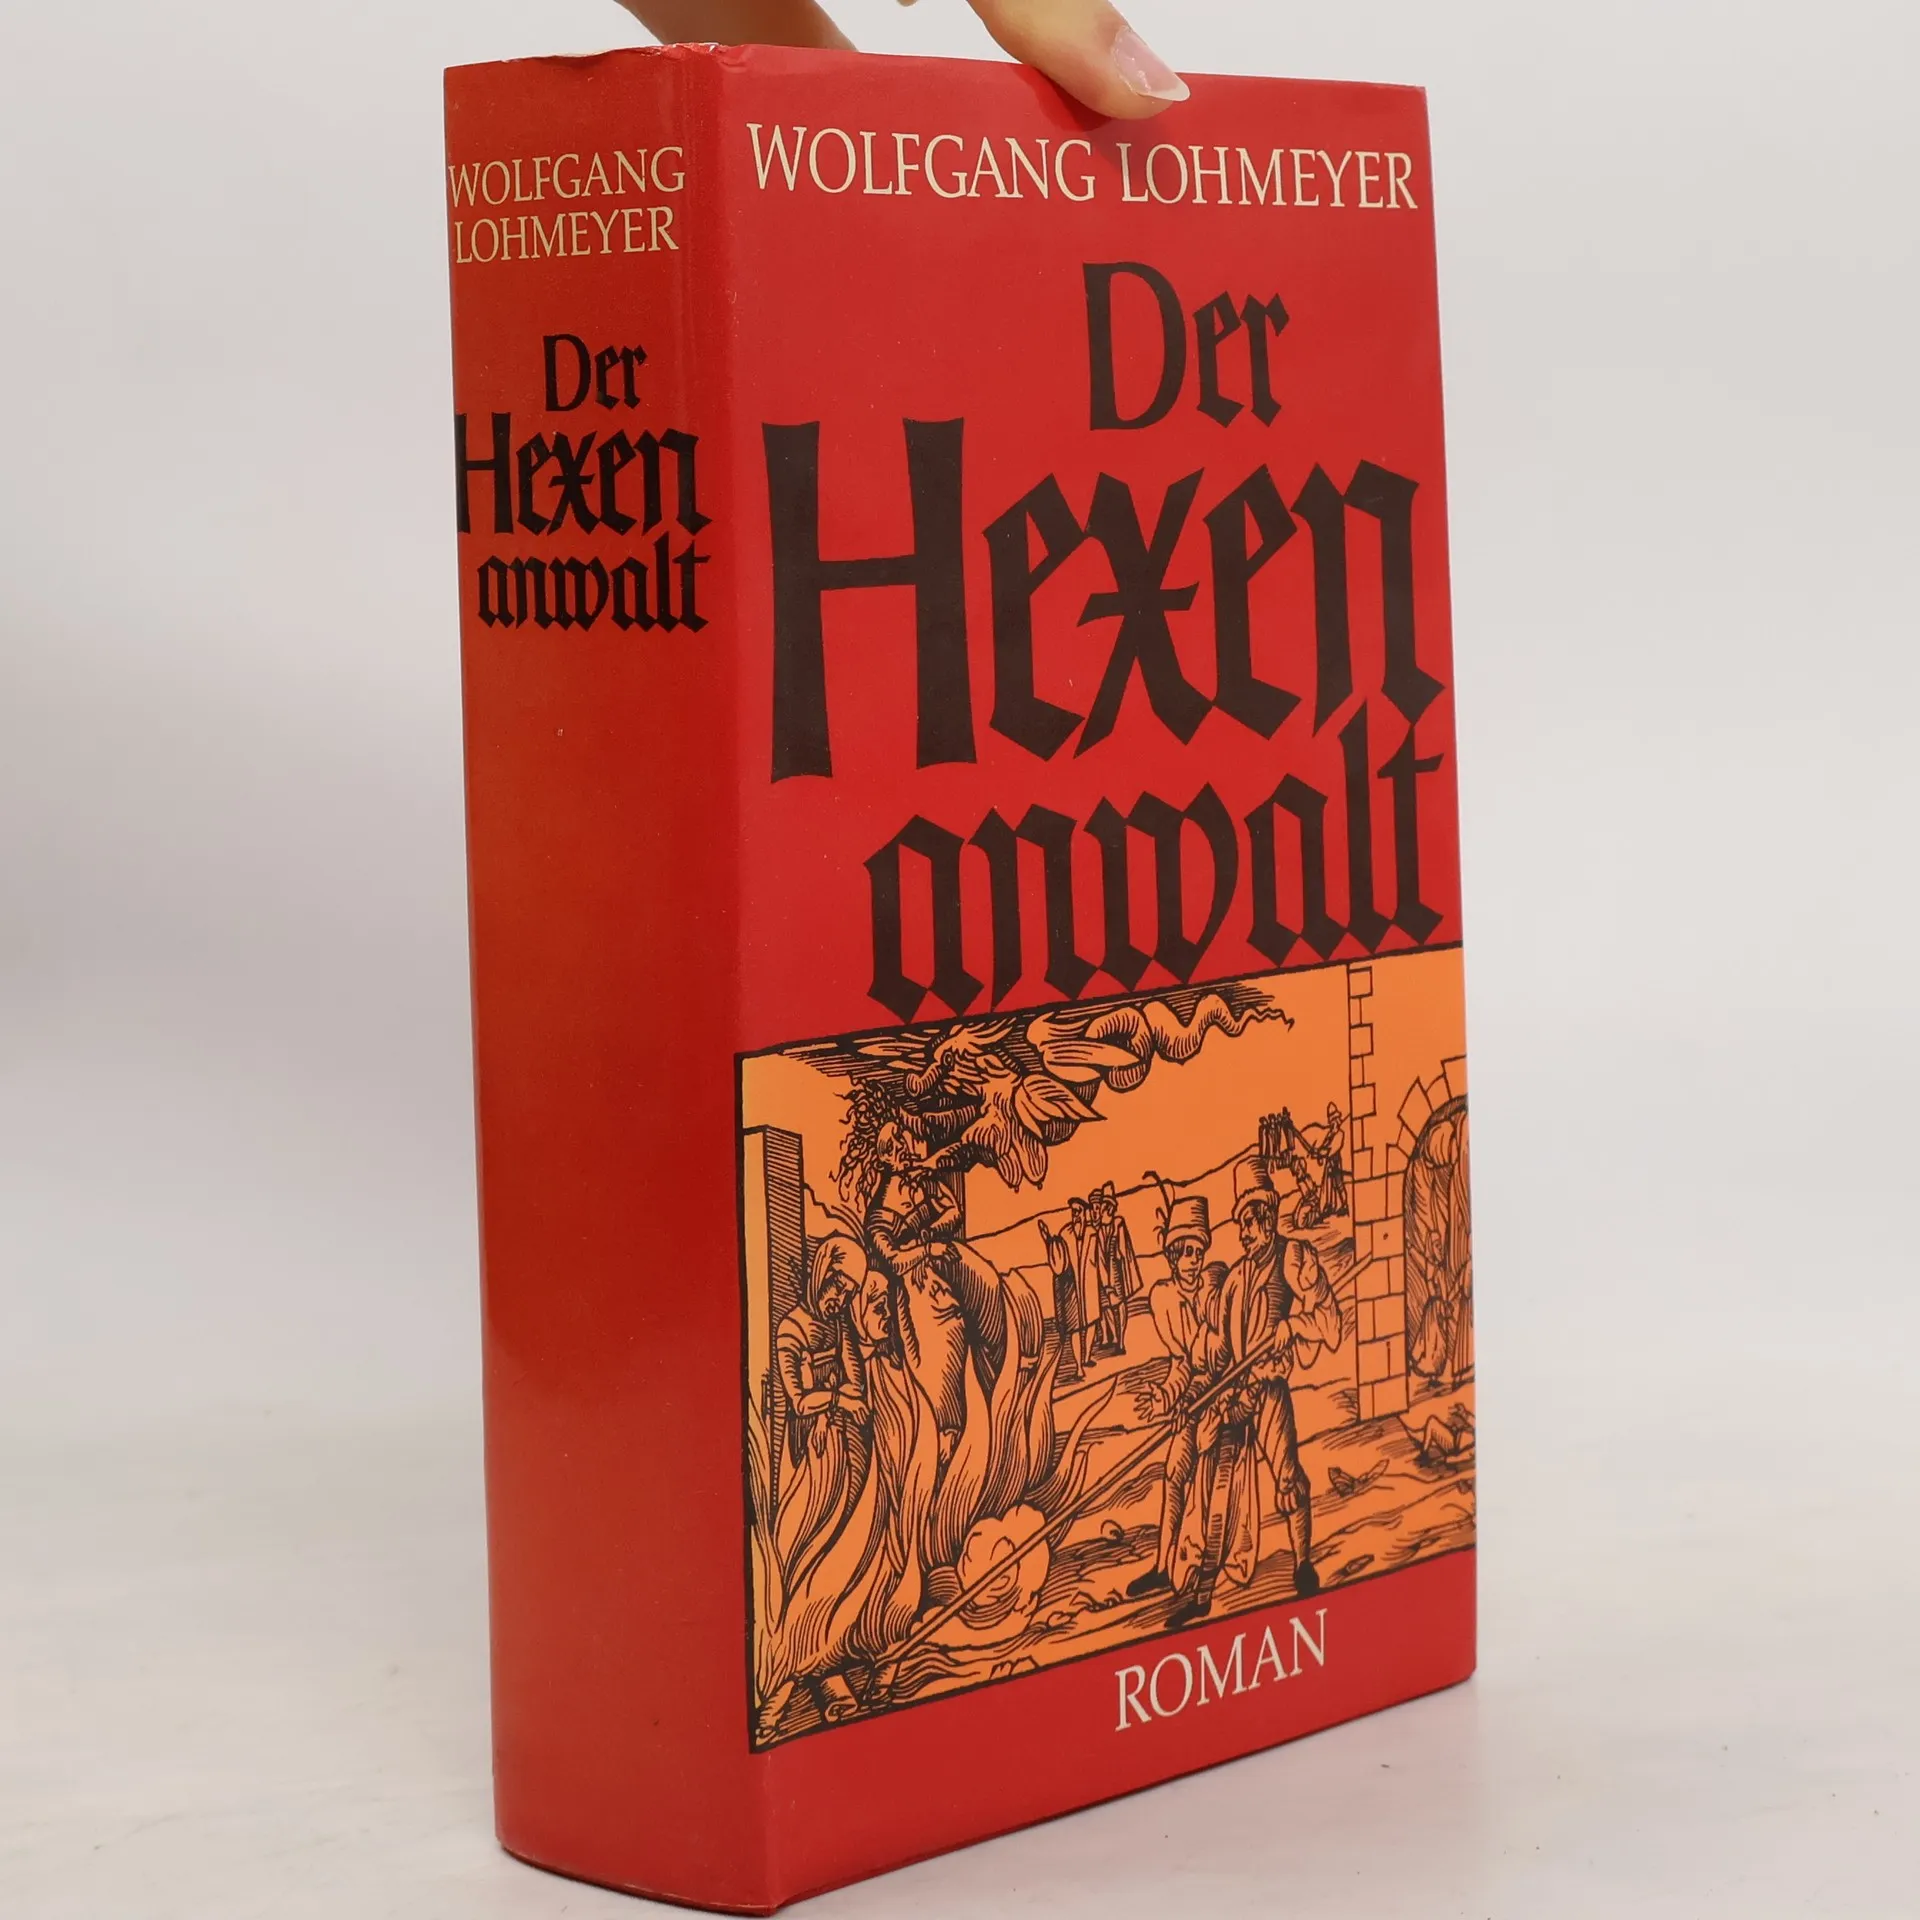 WOLFGANG
LOHMEYER
Der
Hexen
anwalt
WOLFGANG LOHMEYER
Der
Hexen
anwalt
ROMAN